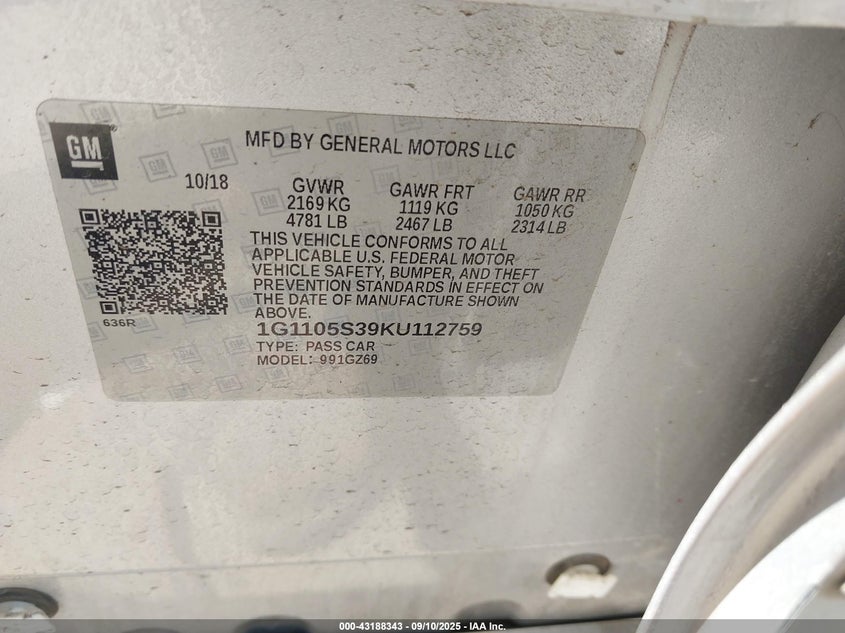 GM
MFD BY GENERAL MOTORS LLC
10/18
GVWR
2169 KG
4781 LB
GAWR FRT
1119 KG
2467 LB
GAWR RR
1050 KG
2314 LB
THIS VEHICLE CONFORMS TO ALL
APPLICABLE U.S. FEDERAL MOTOR
VEHICLE SAFETY, BUMPER, AND THEFT
PREVENTION STANDARDS IN EFFECT ON
THE DATE OF MANUFACTURE SHOWN
ABOVE.
636R
1G1105S39KU112759
TYPE: PASS CAR
MODEL: 991GZ69
000-43188343 - 09/10/2025 - IAA Inc.